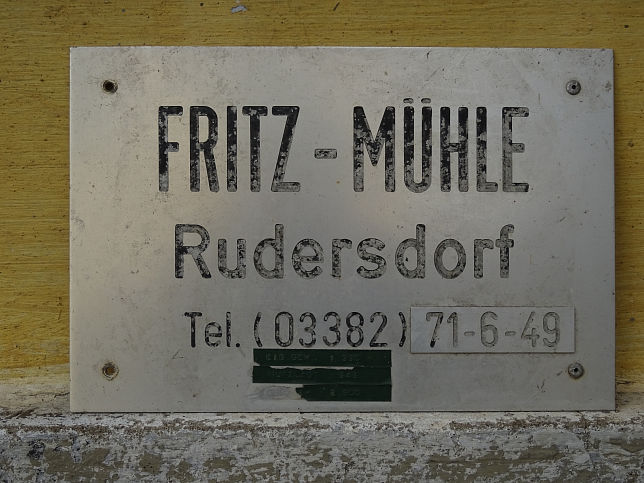 FRITZ - MÜHLE
Rudersdorf
Tel. (03382) 71-6-49